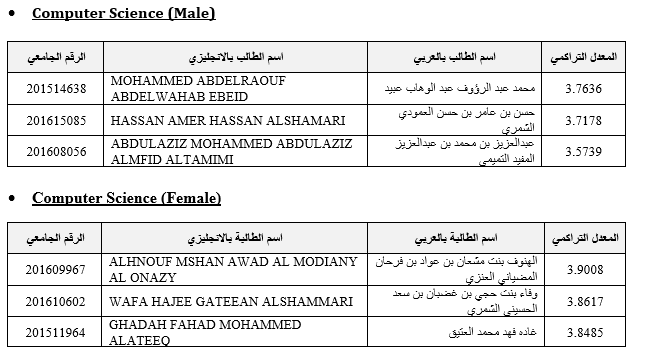 Computer Science (Male)
الرقم الجامعي اسم الطالب بالانجليزي اسم الطالب بالعربي المعدل التراكمي
201514638 MOHAMMED ABDELRAOUF ABDELWAHAB EBEID محمد عبد الرؤوف عبد الوهاب عبيد 3.7636
201615085 HASSAN AMER HASSAN ALSHAMARI حسن بن عامر بن حسن العمودي الشمري 3.7178
201608056 ABDULAZIZ MOHAMMED ABDULAZIZ ALMFID ALTAMIMI عبدالعزيز بن محمد بن عبدالعزيز المفيد التميمي 3.5739
Computer Science (Female)
الرقم الجامعي اسم الطالبة بالانجليزي اسم الطالبة بالعربي المعدل التراكمي
201609967 ALHNOUF MSHAN AWAD AL MODIANY AL ONAZY الهنوف بنت مشعان بن عواد بن فرحان المضياني العنزي 3.9008
201610602 WAFA HAJEE GATEEAN ALSHAMMARI وفاء بنت حجي بن غضبان بن سعد الحسيني الشمري 3.8617
201511964 GHADAH FAHAD MOHAMMED ALATEEQ غاده فهد محمد العتيق 3.8485